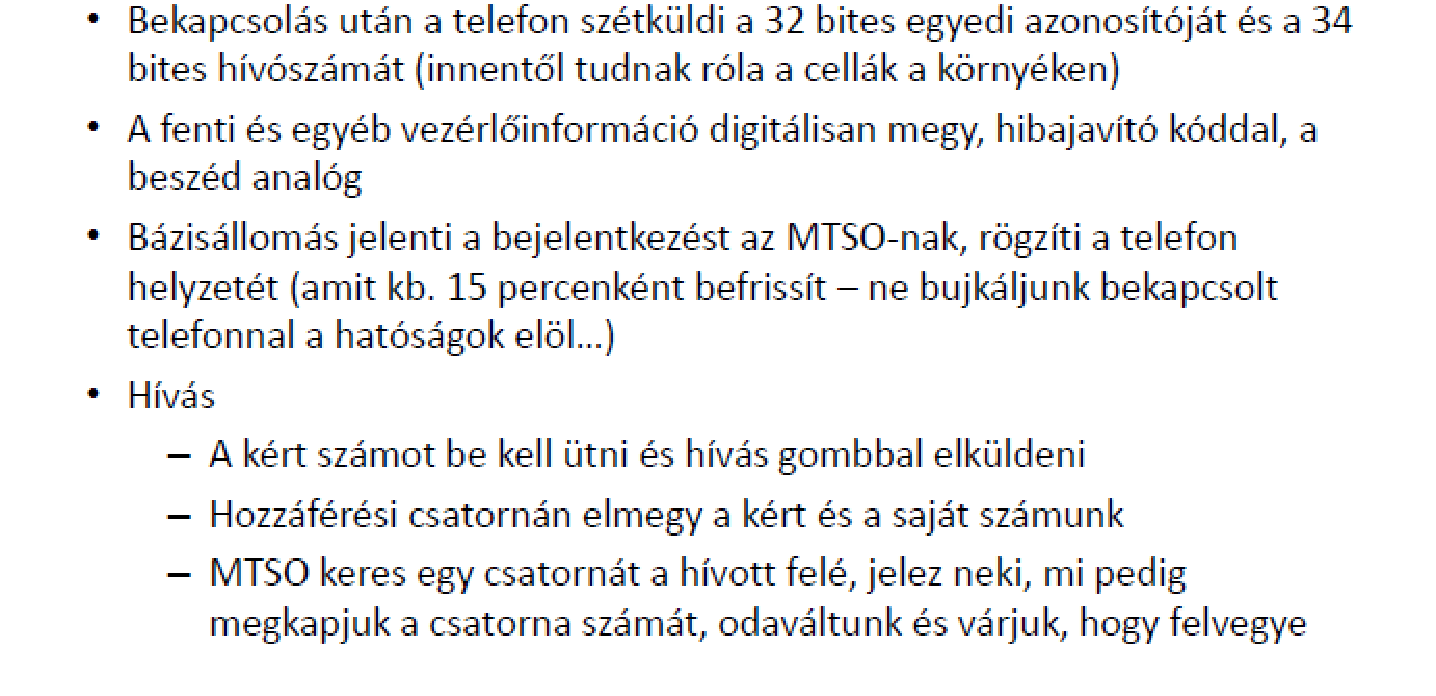 • Bekapcsolás után a telefon szétküldi a 32 bites egyedi azonosítóját és a 34
bites hívószámát (innentől tudnak róla a cellák a környéken)
• A fenti és egyéb vezérlőinformáció digitálisan megy, hibajavító kóddal, a
beszéd analóg
• Bázisállomás jelenti a bejelentkezést az MTSO-nak, rögzíti a telefon
helyzetét (amit kb. 15 percenként befrissít – ne bujkáljunk bekapcsolt
telefonnal a hatóságok elöl...)
• Hívás
– A kért számot be kell ütni és hívás gombbal elküldeni
– Hozzáférési csatornán elmegy a kért és a saját számunk
– MTSO keres egy csatornát a hívott felé, jelez neki, mi pedig
megkapjuk a csatorna számát, odaváltunk és várjuk, hogy felvegye